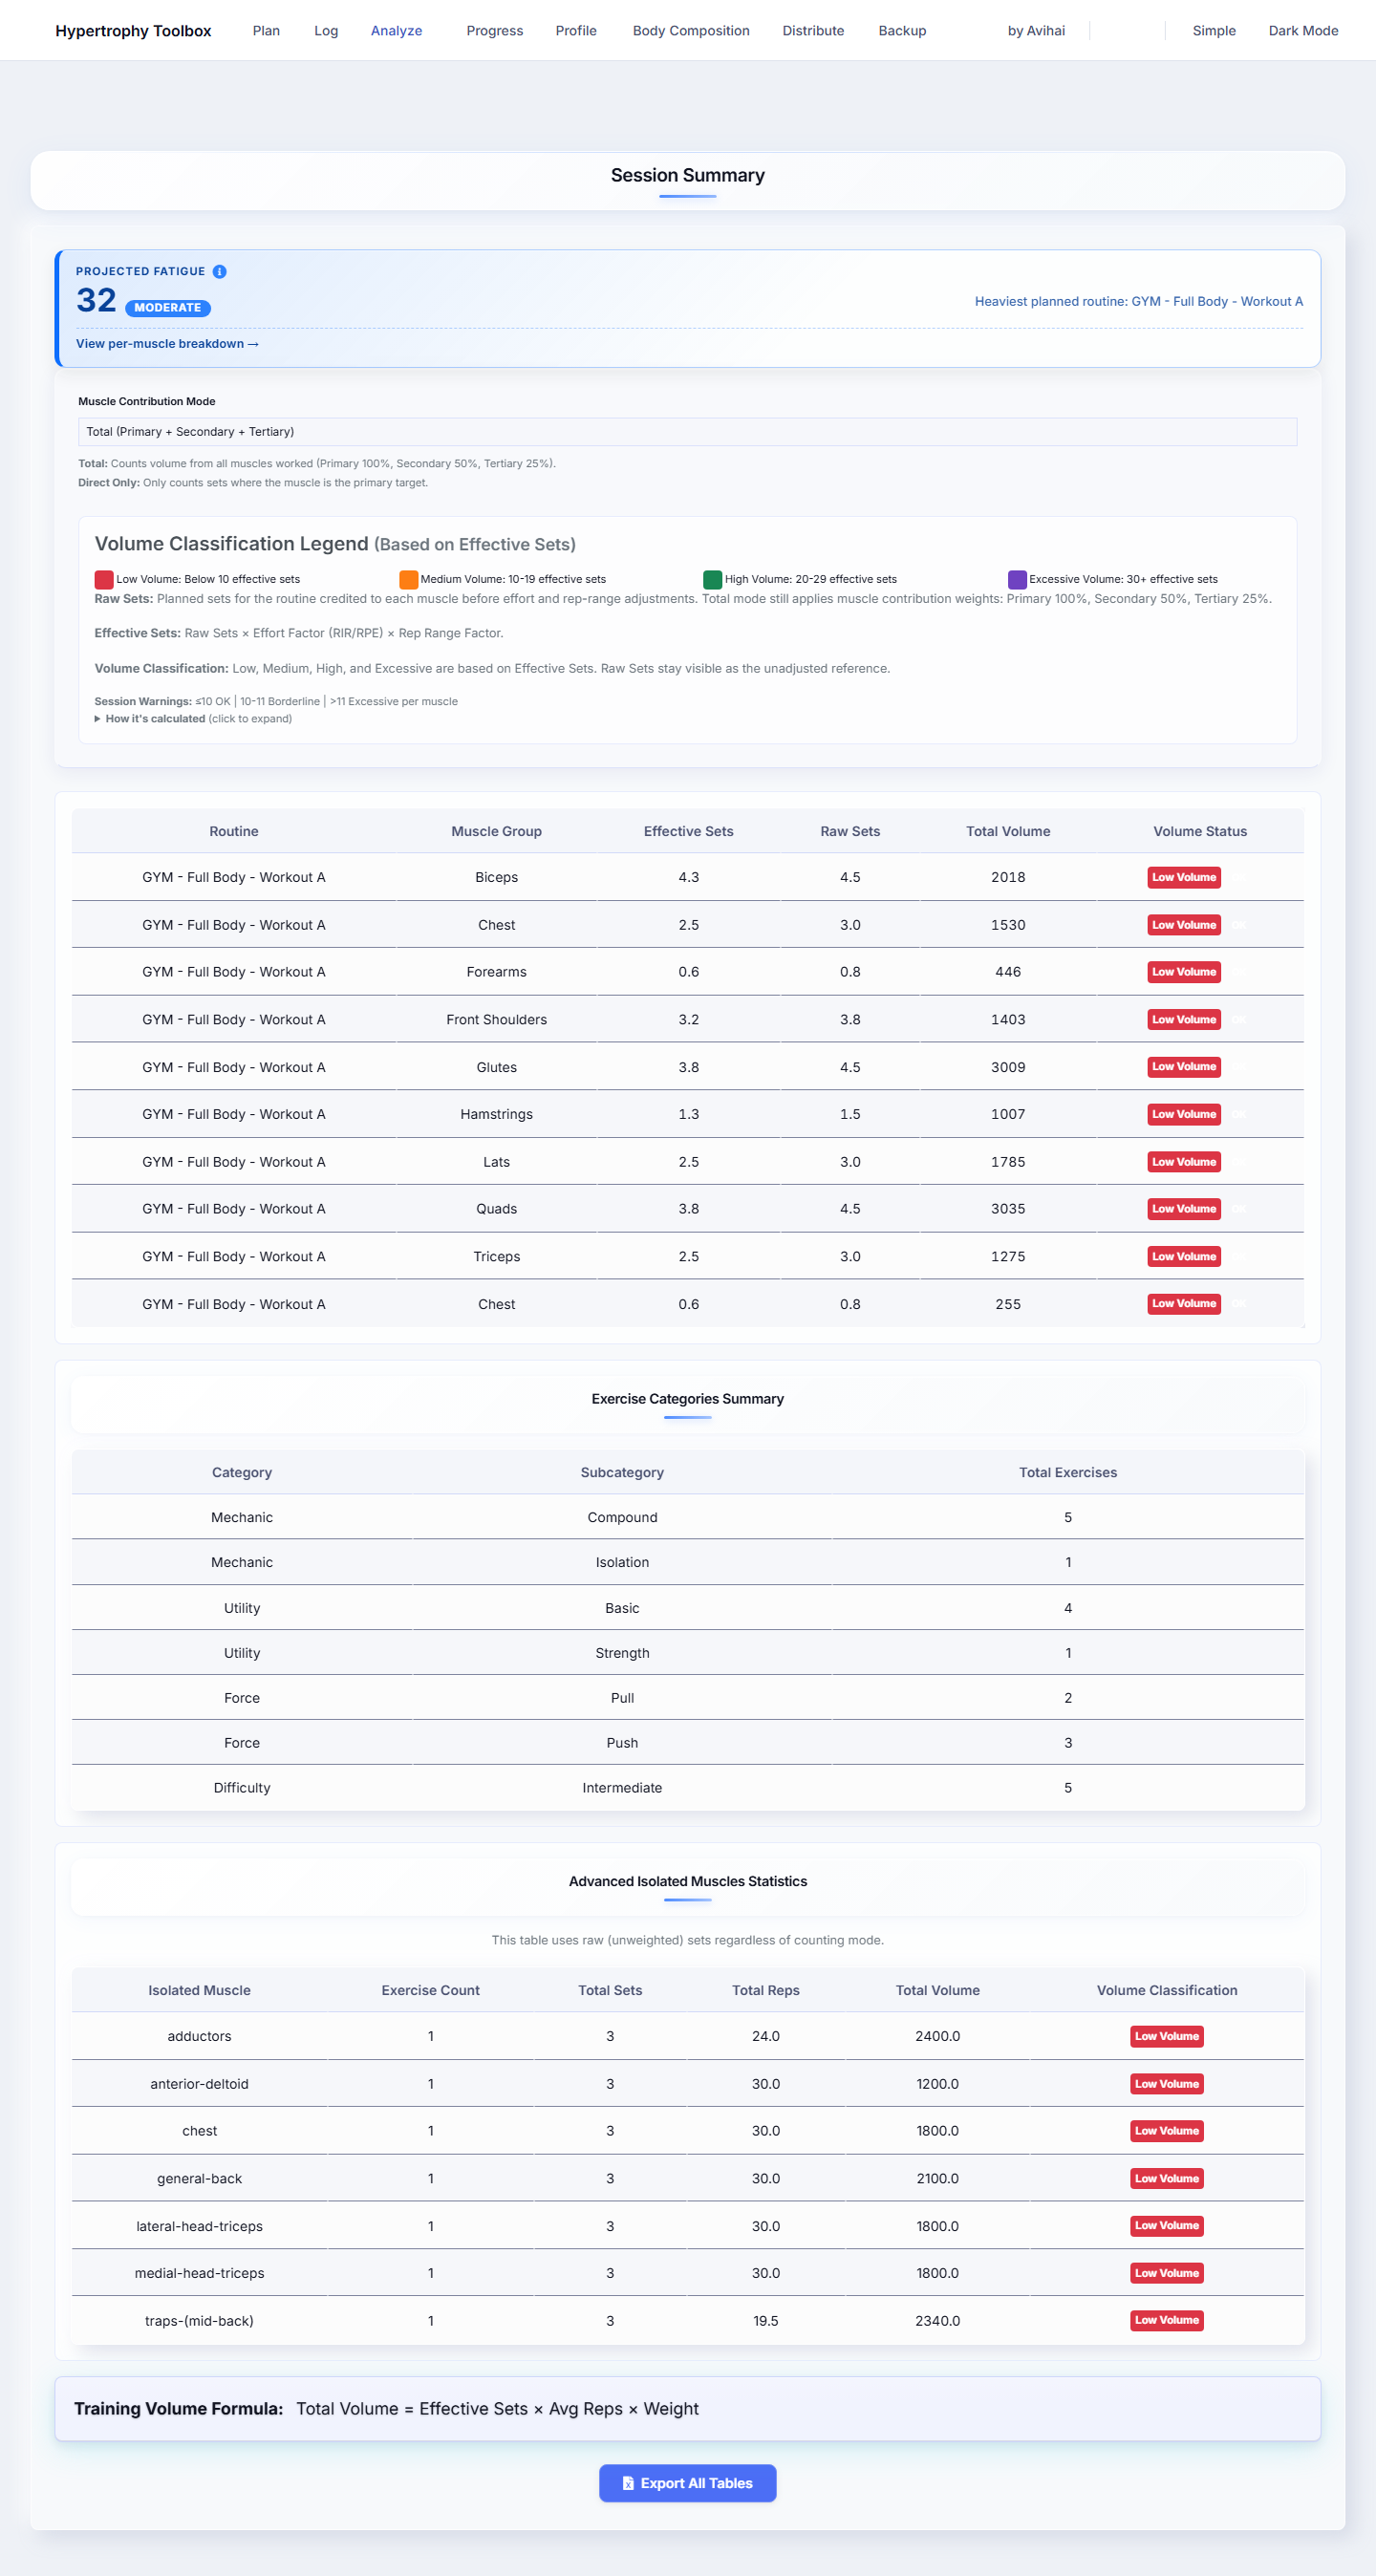 Hypertrophy Toolbox Plan Log Analyze Progress Profile Body Composition Distribute Backup by Avihai Simple Dark Mode
Session Summary
PROJECTED FATIGUE
32 MODERATE
Heaviest planned routine: GYM - Full Body - Workout A
View per-muscle breakdown →
Muscle Contribution Mode
Total (Primary + Secondary + Tertiary)
Total: Counts volume from all muscles worked (Primary 100%, Secondary 50%, Tertiary 25%).
Direct Only: Only counts sets where the muscle is the primary target.
Volume Classification Legend (Based on Effective Sets)
Low Volume: Below 10 effective sets Medium Volume: 10-19 effective sets High Volume: 20-29 effective sets Excessive Volume: 30+ effective sets
Raw Sets: Planned sets for the routine credited to each muscle before effort and rep-range adjustments. Total mode still applies muscle contribution weights: Primary 100%, Secondary 50%, Tertiary 25%.
Effective Sets: Raw Sets × Effort Factor (RIR/RPE) × Rep Range Factor.
Volume Classification: Low, Medium, High, and Excessive are based on Effective Sets. Raw Sets stay visible as the unadjusted reference.
Session Warnings: ≤10 OK | 10-11 Borderline | >11 Excessive per muscle
▶ How it's calculated (click to expand)
Routine Muscle Group Effective Sets Raw Sets Total Volume Volume Status
GYM - Full Body - Workout A Biceps 4.3 4.5 2018 Low Volume
GYM - Full Body - Workout A Chest 2.5 3.0 1530 Low Volume OK
GYM - Full Body - Workout A Forearms 0.6 0.8 446 Low Volume
GYM - Full Body - Workout A Front Shoulders 3.2 3.8 1403 Low Volume OK
GYM - Full Body - Workout A Glutes 3.8 4.5 3009 Low Volume
GYM - Full Body - Workout A Hamstrings 1.3 1.5 1007 Low Volume OK
GYM - Full Body - Workout A Lats 2.5 3.0 1785 Low Volume
GYM - Full Body - Workout A Quads 3.8 4.5 3035 Low Volume OK
GYM - Full Body - Workout A Triceps 2.5 3.0 1275 Low Volume
GYM - Full Body - Workout A Chest 0.6 0.8 255 Low Volume OK
Exercise Categories Summary
Category Subcategory Total Exercises
Mechanic Compound 5
Mechanic Isolation 1
Utility Basic 4
Utility Strength 1
Force Pull 2
Force Push 3
Difficulty Intermediate 5
Advanced Isolated Muscles Statistics
This table uses raw (unweighted) sets regardless of counting mode.
Isolated Muscle Exercise Count Total Sets Total Reps Total Volume Volume Classification
adductors 1 3 24.0 2400.0 Low Volume
anterior-deltoid 1 3 30.0 1200.0 Low Volume
chest 1 3 30.0 1800.0 Low Volume
general-back 1 3 30.0 2100.0 Low Volume
lateral-head-triceps 1 3 30.0 1800.0 Low Volume
medial-head-triceps 1 3 30.0 1800.0 Low Volume
traps-(mid-back) 1 3 19.5 2340.0 Low Volume
Training Volume Formula: Total Volume = Effective Sets × Avg Reps × Weight
Export All Tables